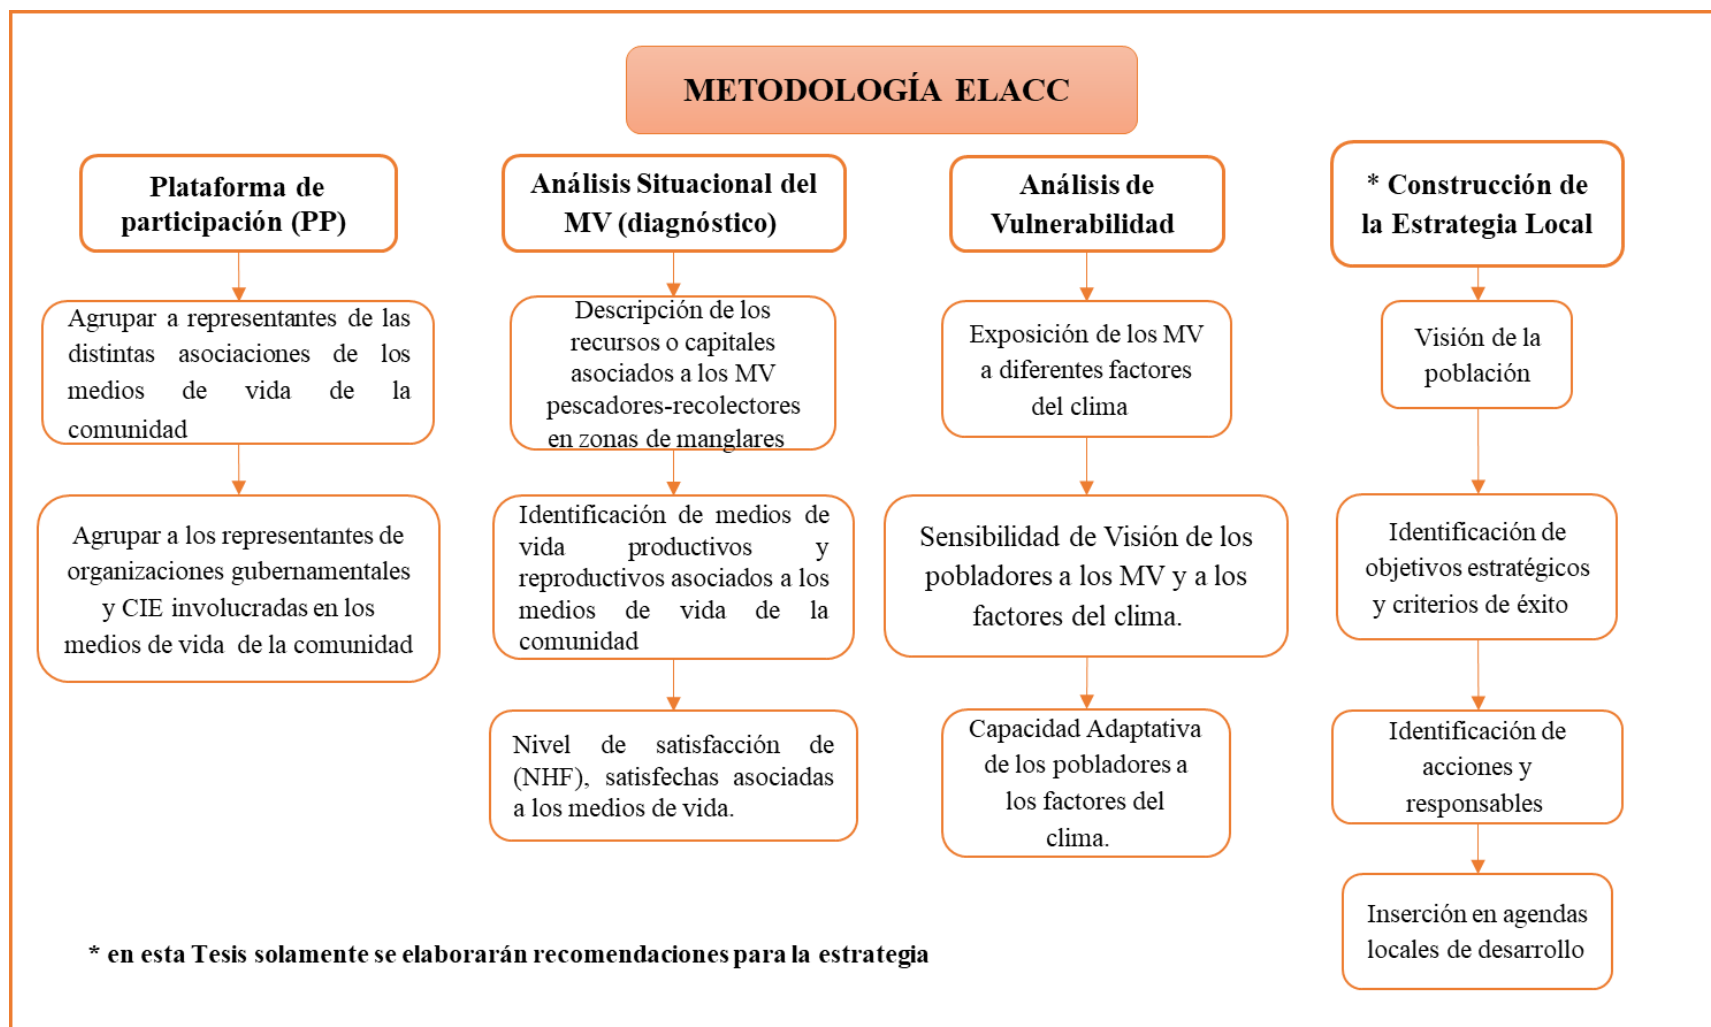 METODOLOGÍA ELACC
Plataforma de
participación (PP)
Agrupar a representantes de las
distintas asociaciones de los
medios de vida de la
comunidad
Agrupar a los representantes de
organizaciones gubernamentales
y CIE involucradas en los
medios de vida de la comunidad
Análisis Situacional del
MV (diagnóstico)
Descripción de los
recursos o capitales
asociados a los MV
pescadores-recolectores
en zonas de manglares
Identificación de medios de
vida productivos y
reproductivos asociados a los
medios de vida de la
comunidad
Nivel de satisfacción de
(NHF), satisfechas asociadas
a los medios de vida.
Análisis de
Vulnerabilidad
Exposición de los MV
a diferentes factores
del clima
Sensibilidad de Visión de los
pobladores a los MV y a los
factores del clima.
Capacidad Adaptativa
de los pobladores a
los factores del
clima.
* Construcción de
la Estrategia Local
Visión de la
población
Identificación de
objetivos estratégicos
y criterios de éxito
Identificación de
acciones y
responsables
Inserción en agendas
locales de desarrollo
* en esta Tesis solamente se elaborarán recomendaciones para la estrategia